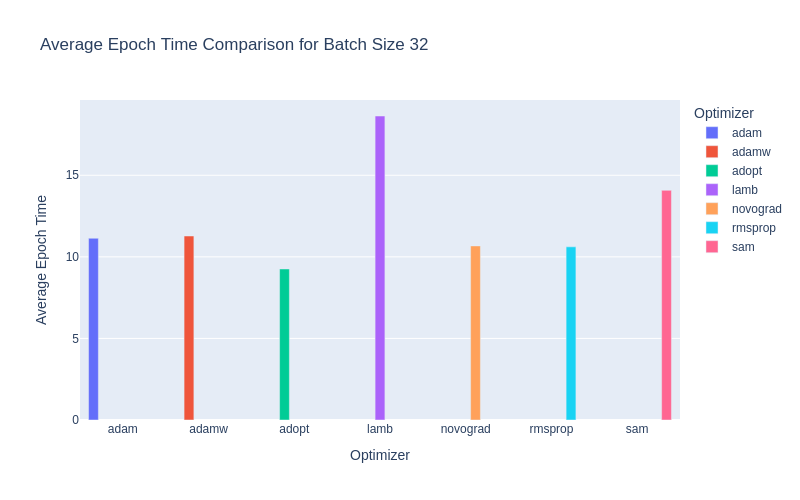 Average Epoch Time Comparison for Batch Size 32
Optimizer
adam
adamw
adopt
lamb
novograd
rmsprop
sam
Average Epoch Time
15
10
5
0
adam adamw adopt lamb novograd rmsprop sam
Optimizer